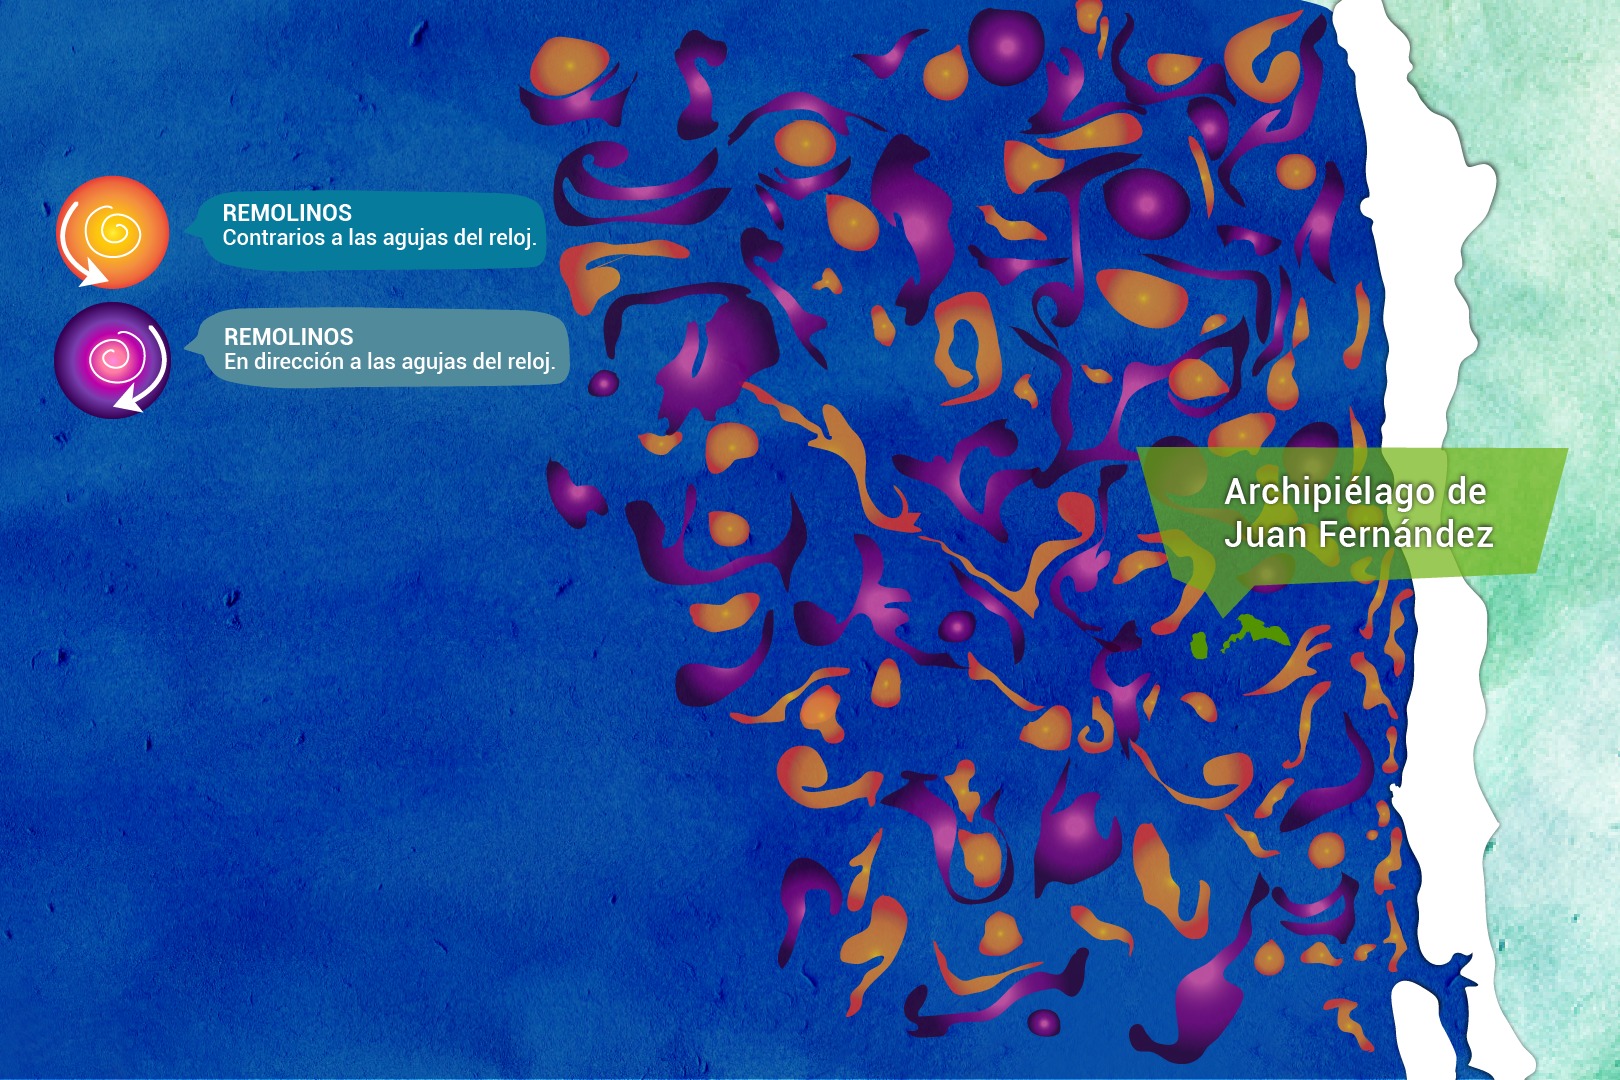 REMOLINOS
Contrarios a las agujas del reloj.
REMOLINOS
En dirección a las agujas del reloj.
Archipiélago de
Juan Fernández